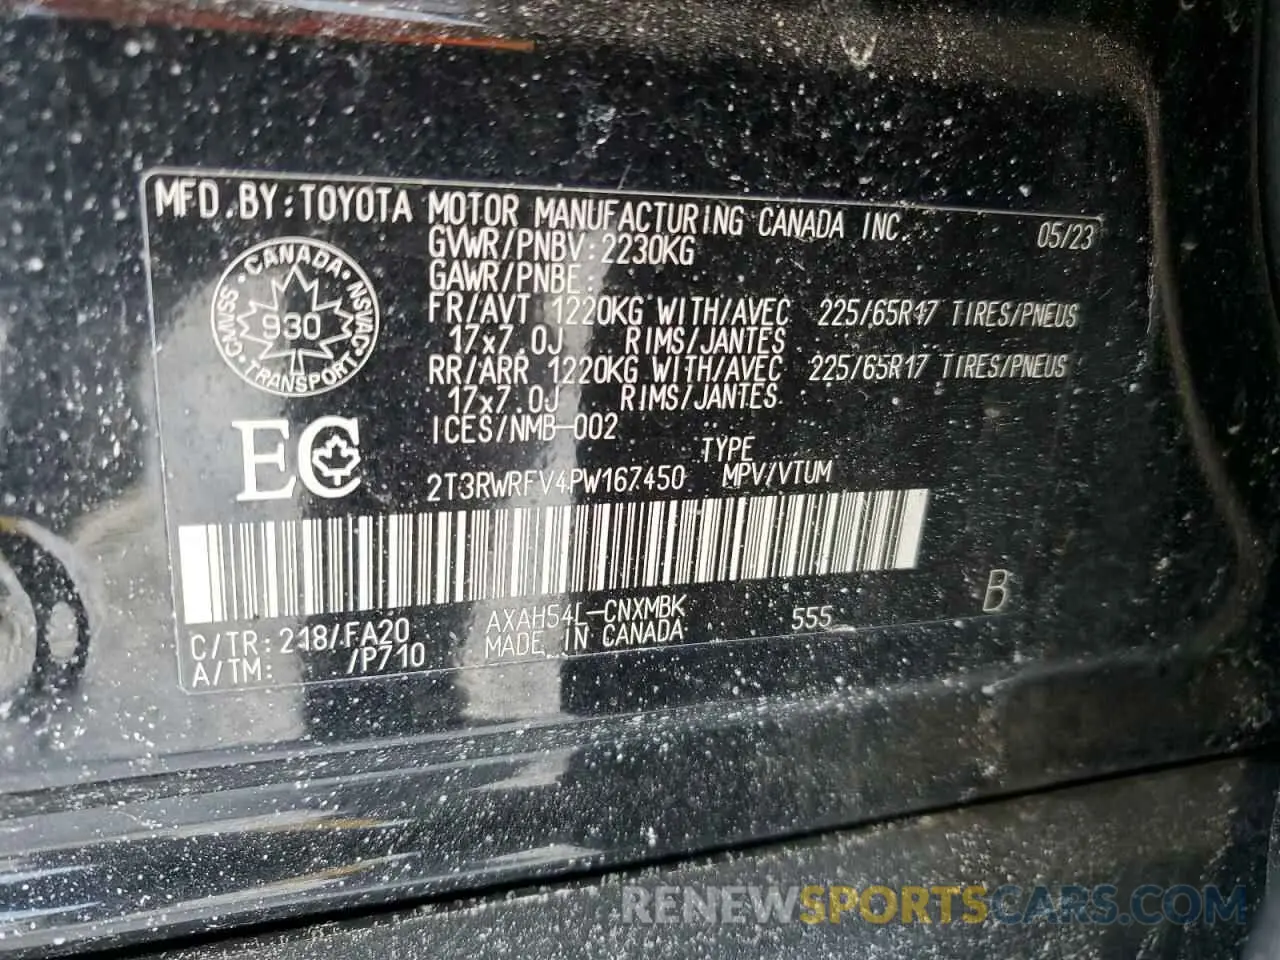 MFD.BY:TOYOTA MOTOR MANUFACTURING CANADA INC. 05/23
GVWR/PNBV:2230KG
GAWR/PNBE:
FR/AVT 1220KG WITH/AVEC 225/65R17 TIRES/PNEUS
17x7.0J RIMS/JANTES
RR/ARR 1220KG WITH/AVEC 225/65R17 TIRES/PNEUS
17x7.0J RIMS/JANTES
ICES/NMB-002
CANADA · NSVAC · TRANSPORT · CMVSS
930
EC
TYPE
2T3RWRFV4PW167450 MPV/VTUM
C/TR:218/FA20 AXAH54L-CNXMBK 555 B
A/TM: /P710 MADE IN CANADA
RENEWSPORTSCARS.COM